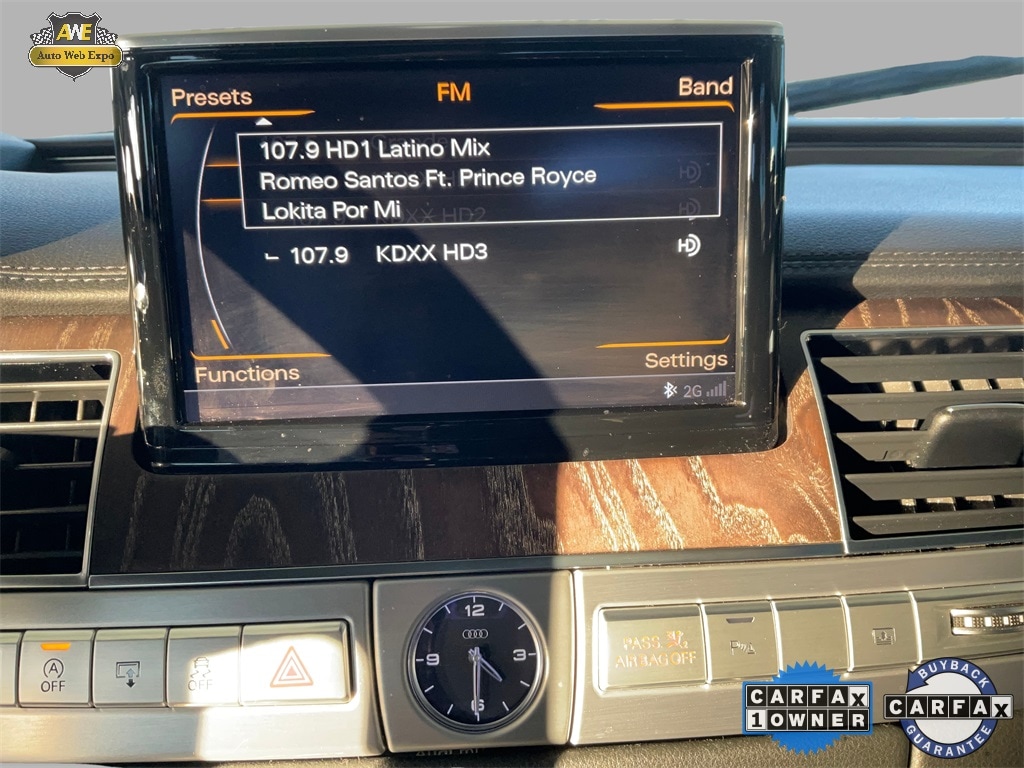 AWE
Auto Web Expo
Presets
FM
Band
107.9 HD1 Latino Mix
Romeo Santos Ft. Prince Royce
Lokita Por Mi
HD2
107.9 KDXX HD3
Functions
Settings
2G
A
OFF
OFF
12
9
3
6
PASS
AIRBAG OFF
CARFAX
1 OWNER
BUYBACK
CARFAX
GUARANTEE